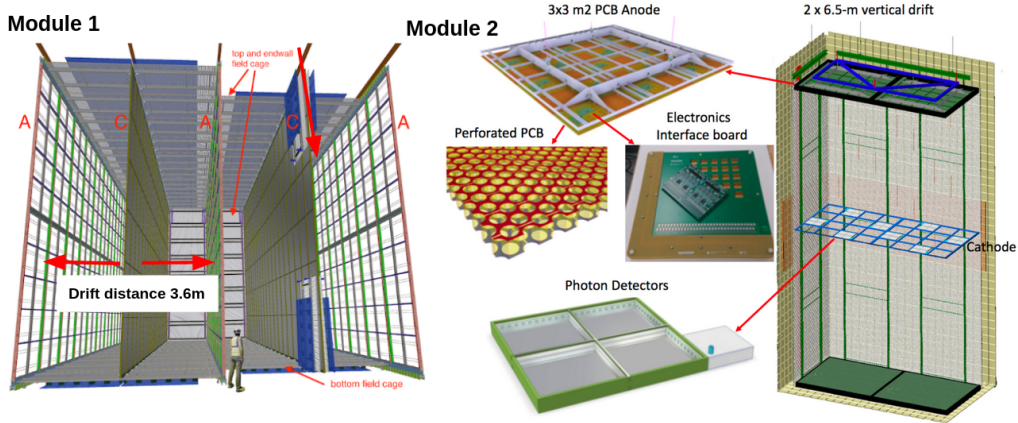 Module 1
top and endwall
field cage
A
C
A
C
A
Drift distance 3.6m
bottom field cage
Module 2
3x3 m2 PCB Anode
2 x 6.5-m vertical drift
Perforated PCB
Electronics
Interface board
Cathode
Photon Detectors